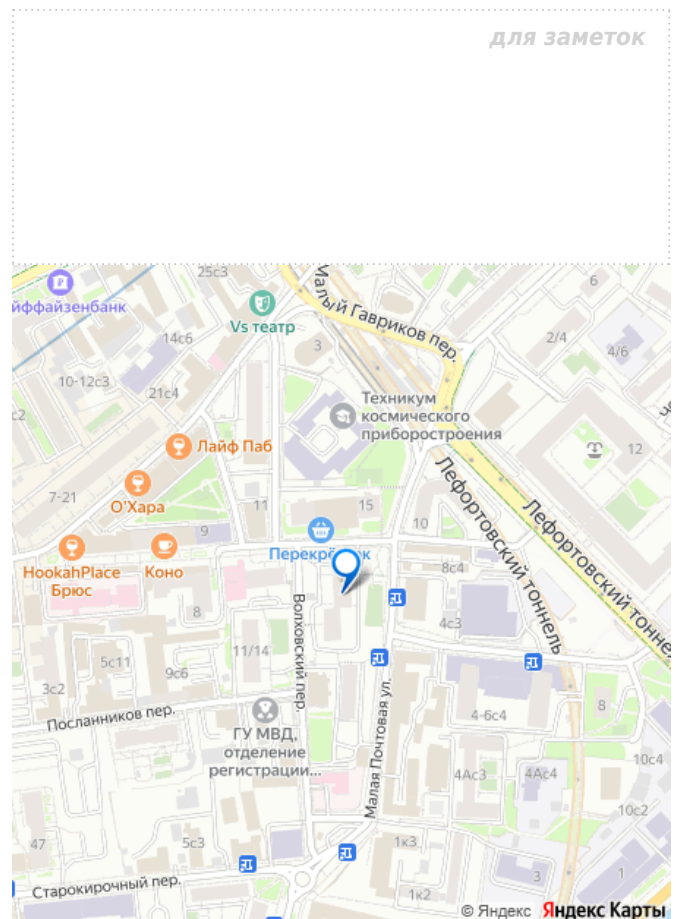 для заметок
25с3
Малый Гавриков пер.
6
йффайзенбанк
Vs театр
14с6
3
2/4
4/6
10-12с3
21с4
с2
Техникум
космического
приборостроения
Лайф Паб
12
Лефортовский тоннель
7-21
О'Хара
11
15
10
9
Лефортовский тонне
Перекрёсток
HookahPlace
Брюс
Коно
8с4
8
Волховский пер.
4с3
11/14
5с11
9с6
3с2
Посланников пер.
ГУ МВД,
отделение
регистрации...
Малая Почтовая ул.
4-6с4
8
4Ас3
4Ас4
10с4
10с2
47
5с3
1к3
3
1
Старокирочный пер.
1к2
© Яндекс Яндекс Карты